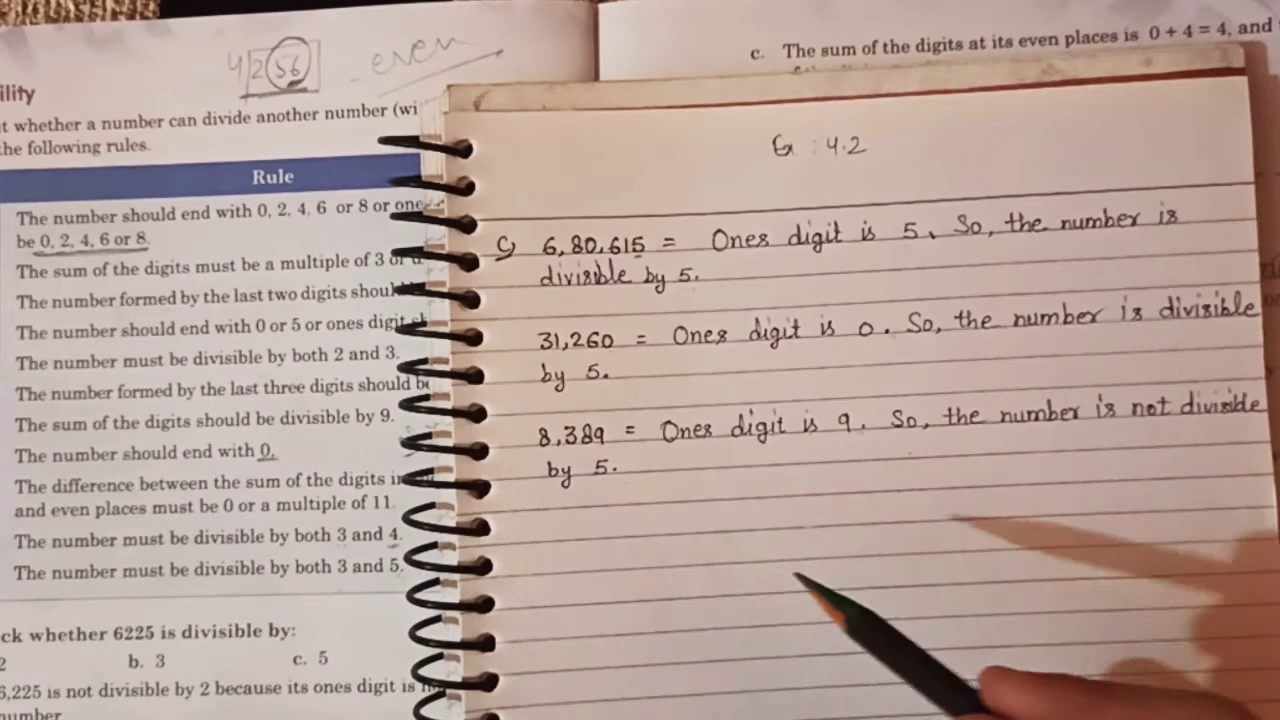 4 256 even
ility
t whether a number can divide another number (wi
the following rules.
Rule
The number should end with 0, 2, 4, 6 or 8 or one
be 0, 2, 4, 6 or 8.
The sum of the digits must be a multiple of 3 or
The number formed by the last two digits shoul
The number should end with 0 or 5 or ones digit
The number must be divisible by both 2 and 3.
The number formed by the last three digits should be
The sum of the digits should be divisible by 9.
The number should end with 0.
The difference between the sum of the digits in
and even places must be 0 or a multiple of 11.
The number must be divisible by both 3 and 4.
The number must be divisible by both 3 and 5.
ck whether 6225 is divisible by:
2 b. 3 c. 5
6,225 is not divisible by 2 because its ones digit is
number
c. The sum of the digits at its even places is 0 + 4 = 4, and
Ex : 4.2
c) 6,80,615 = Ones digit is 5. So, the number is
divisible by 5.
31,260 = Ones digit is 0. So, the number is divisible
by 5.
8,389 = Ones digit is 9. So, the number is not divisible
by 5.